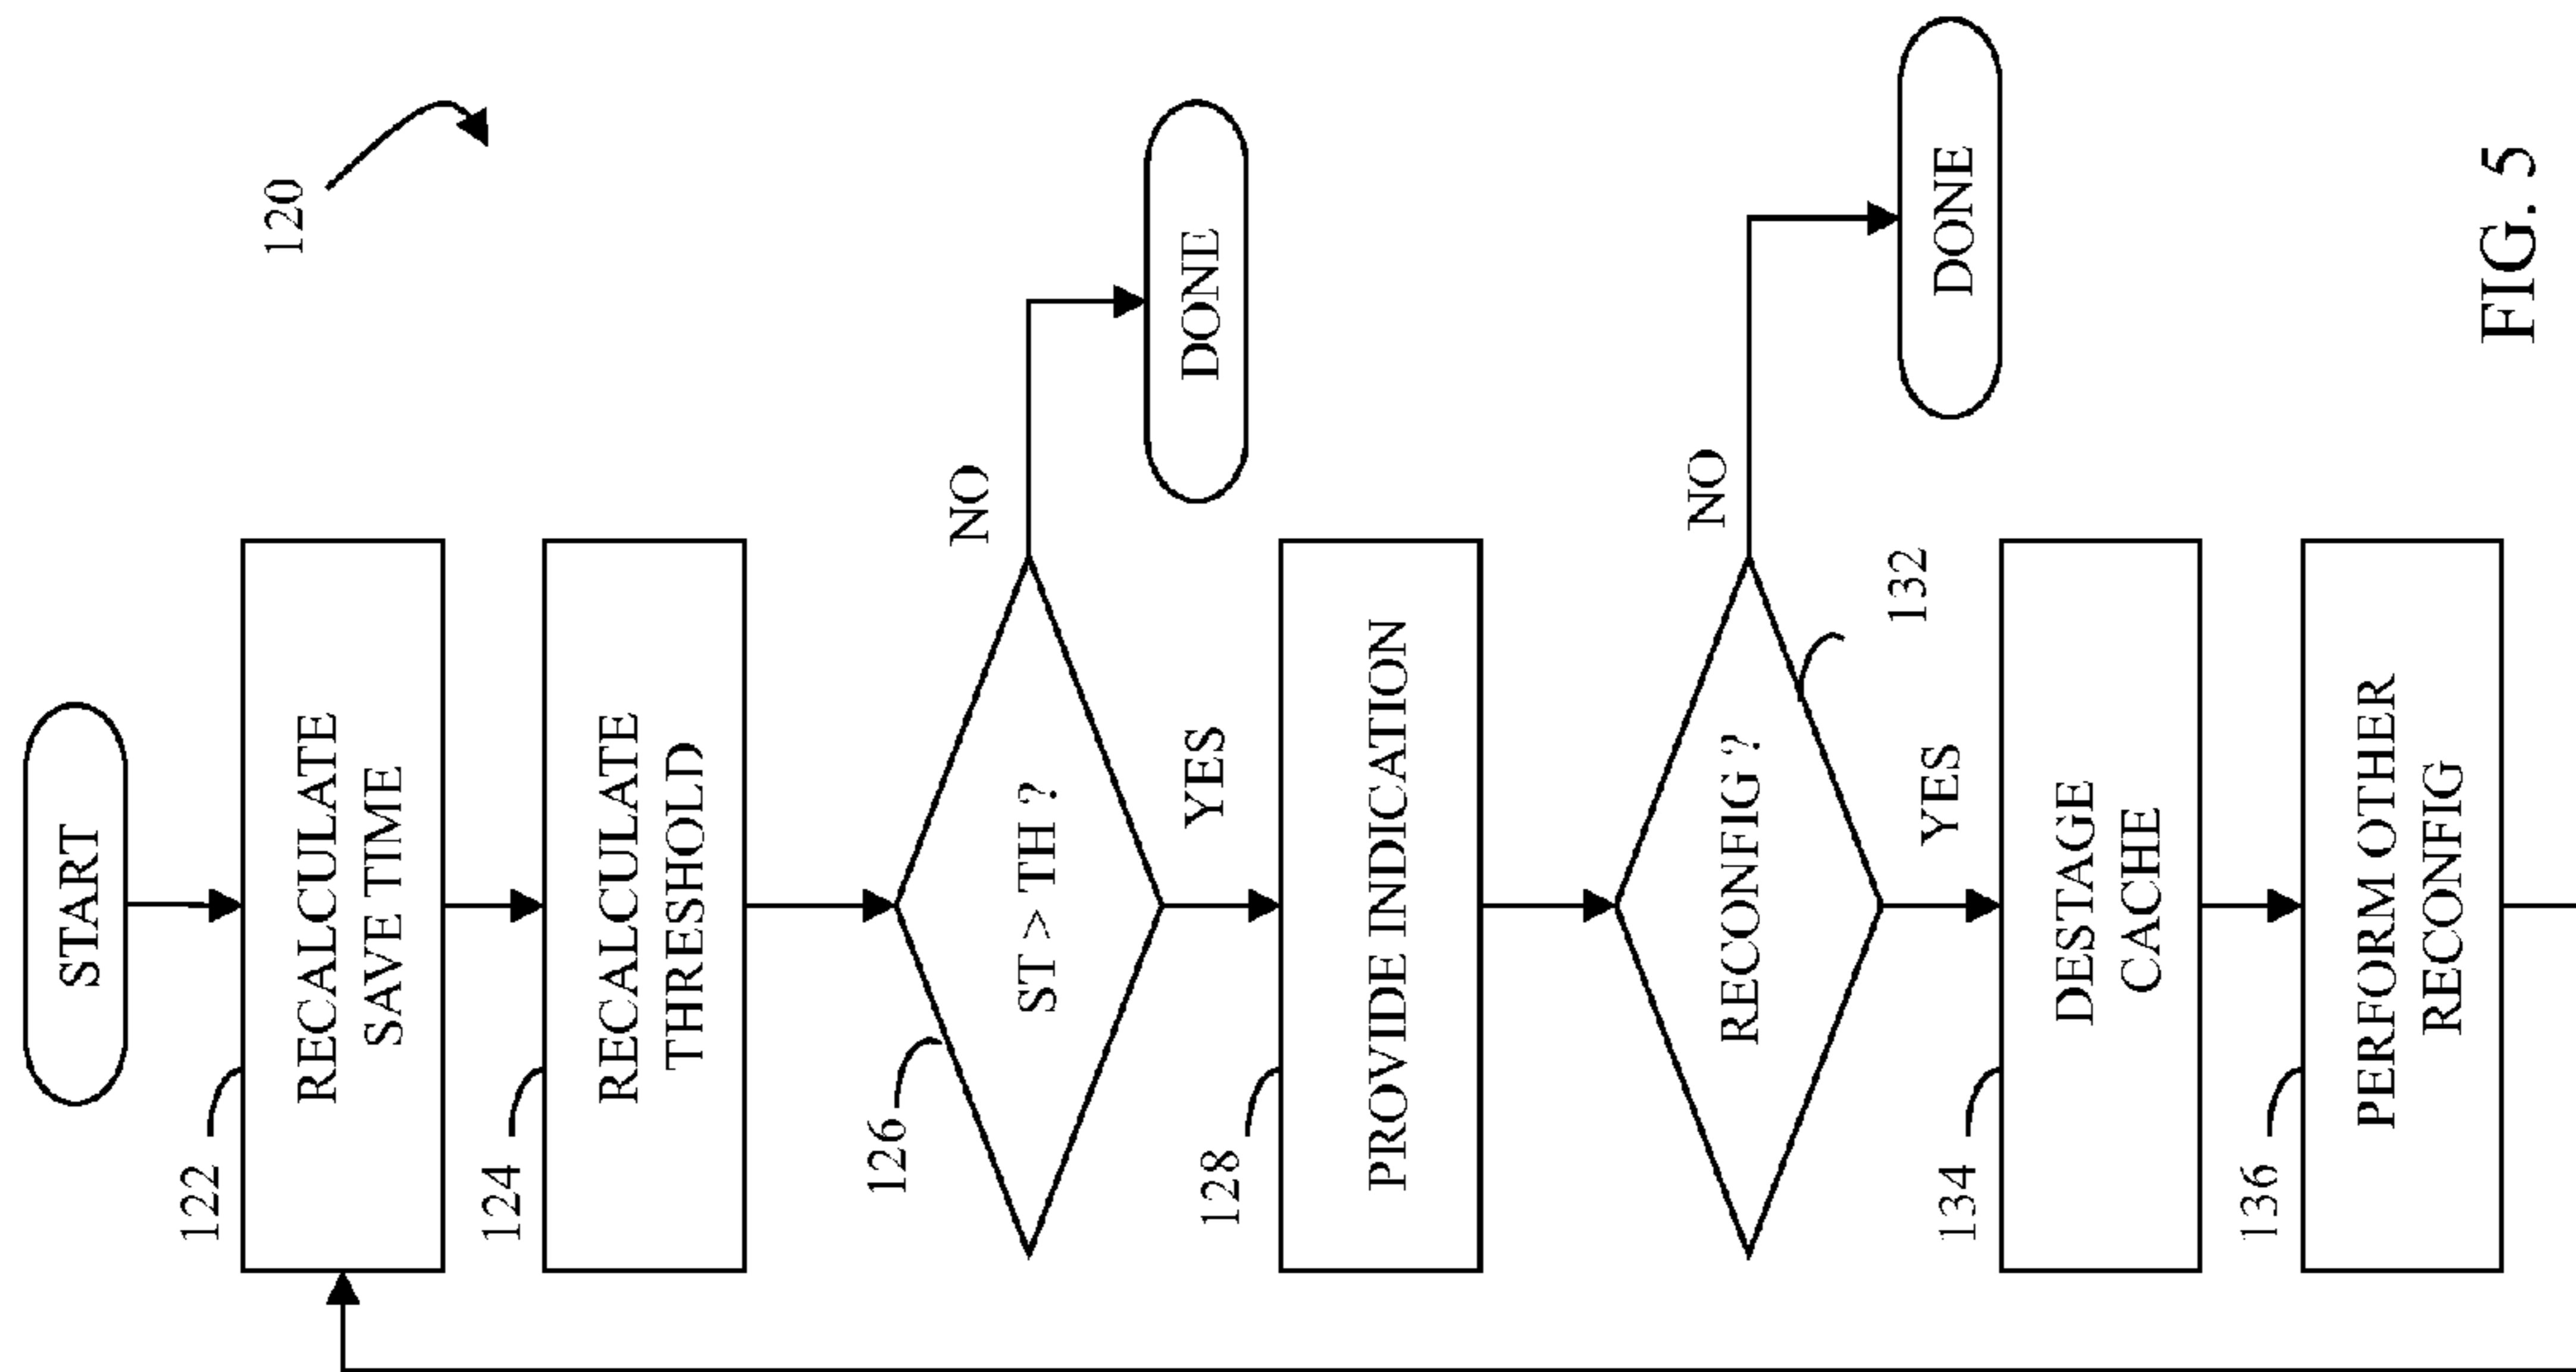 120
START
122
RECALCULATE
SAVE TIME
124
RECALCULATE
THRESHOLD
126
ST > TH ?
NO
DONE
YES
128
PROVIDE INDICATION
RECONFIG ?
NO
DONE
132
YES
134
DESTAGE
CACHE
136
PERFORM OTHER
RECONFIG
FIG. 5